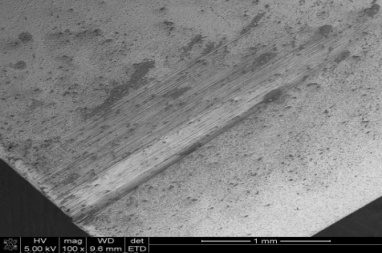 HV mag WD det
5.00 kV 100 x 9.6 mm ETD
1 mm